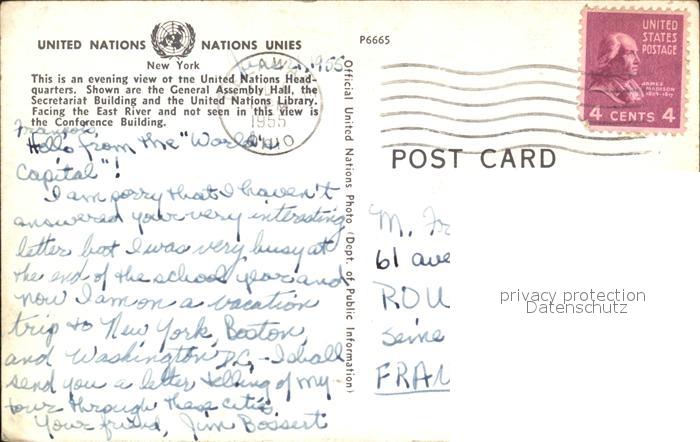 UNITED NATIONS NATIONS UNIES
New York
This is an evening view of the United Nations Head-
quarters. Shown are the General Assembly Hall, the
Secretariat Building and the United Nations Library.
Facing the East River and not seen in this view is
the Conference Building.
1955
Hello from the "World
Capital"!
I am sorry that I haven't
answered your very interesting
letter but I was very busy at
the end of the school year and
now I am on a vacation
trip to New York, Boston,
and Washington D.C. - I shall
send you a letter telling of my
tour through these cities.
Your friend, Jim Bossert
Official United Nations Photo (Dept. of Public Information)
P6665
POST CARD
UNITED
STATES
POSTAGE
JAMES
MADISON
4 CENTS 4
M. Fr
61 ave
ROU
Seine
FRAN
privacy protection
Datenschutz